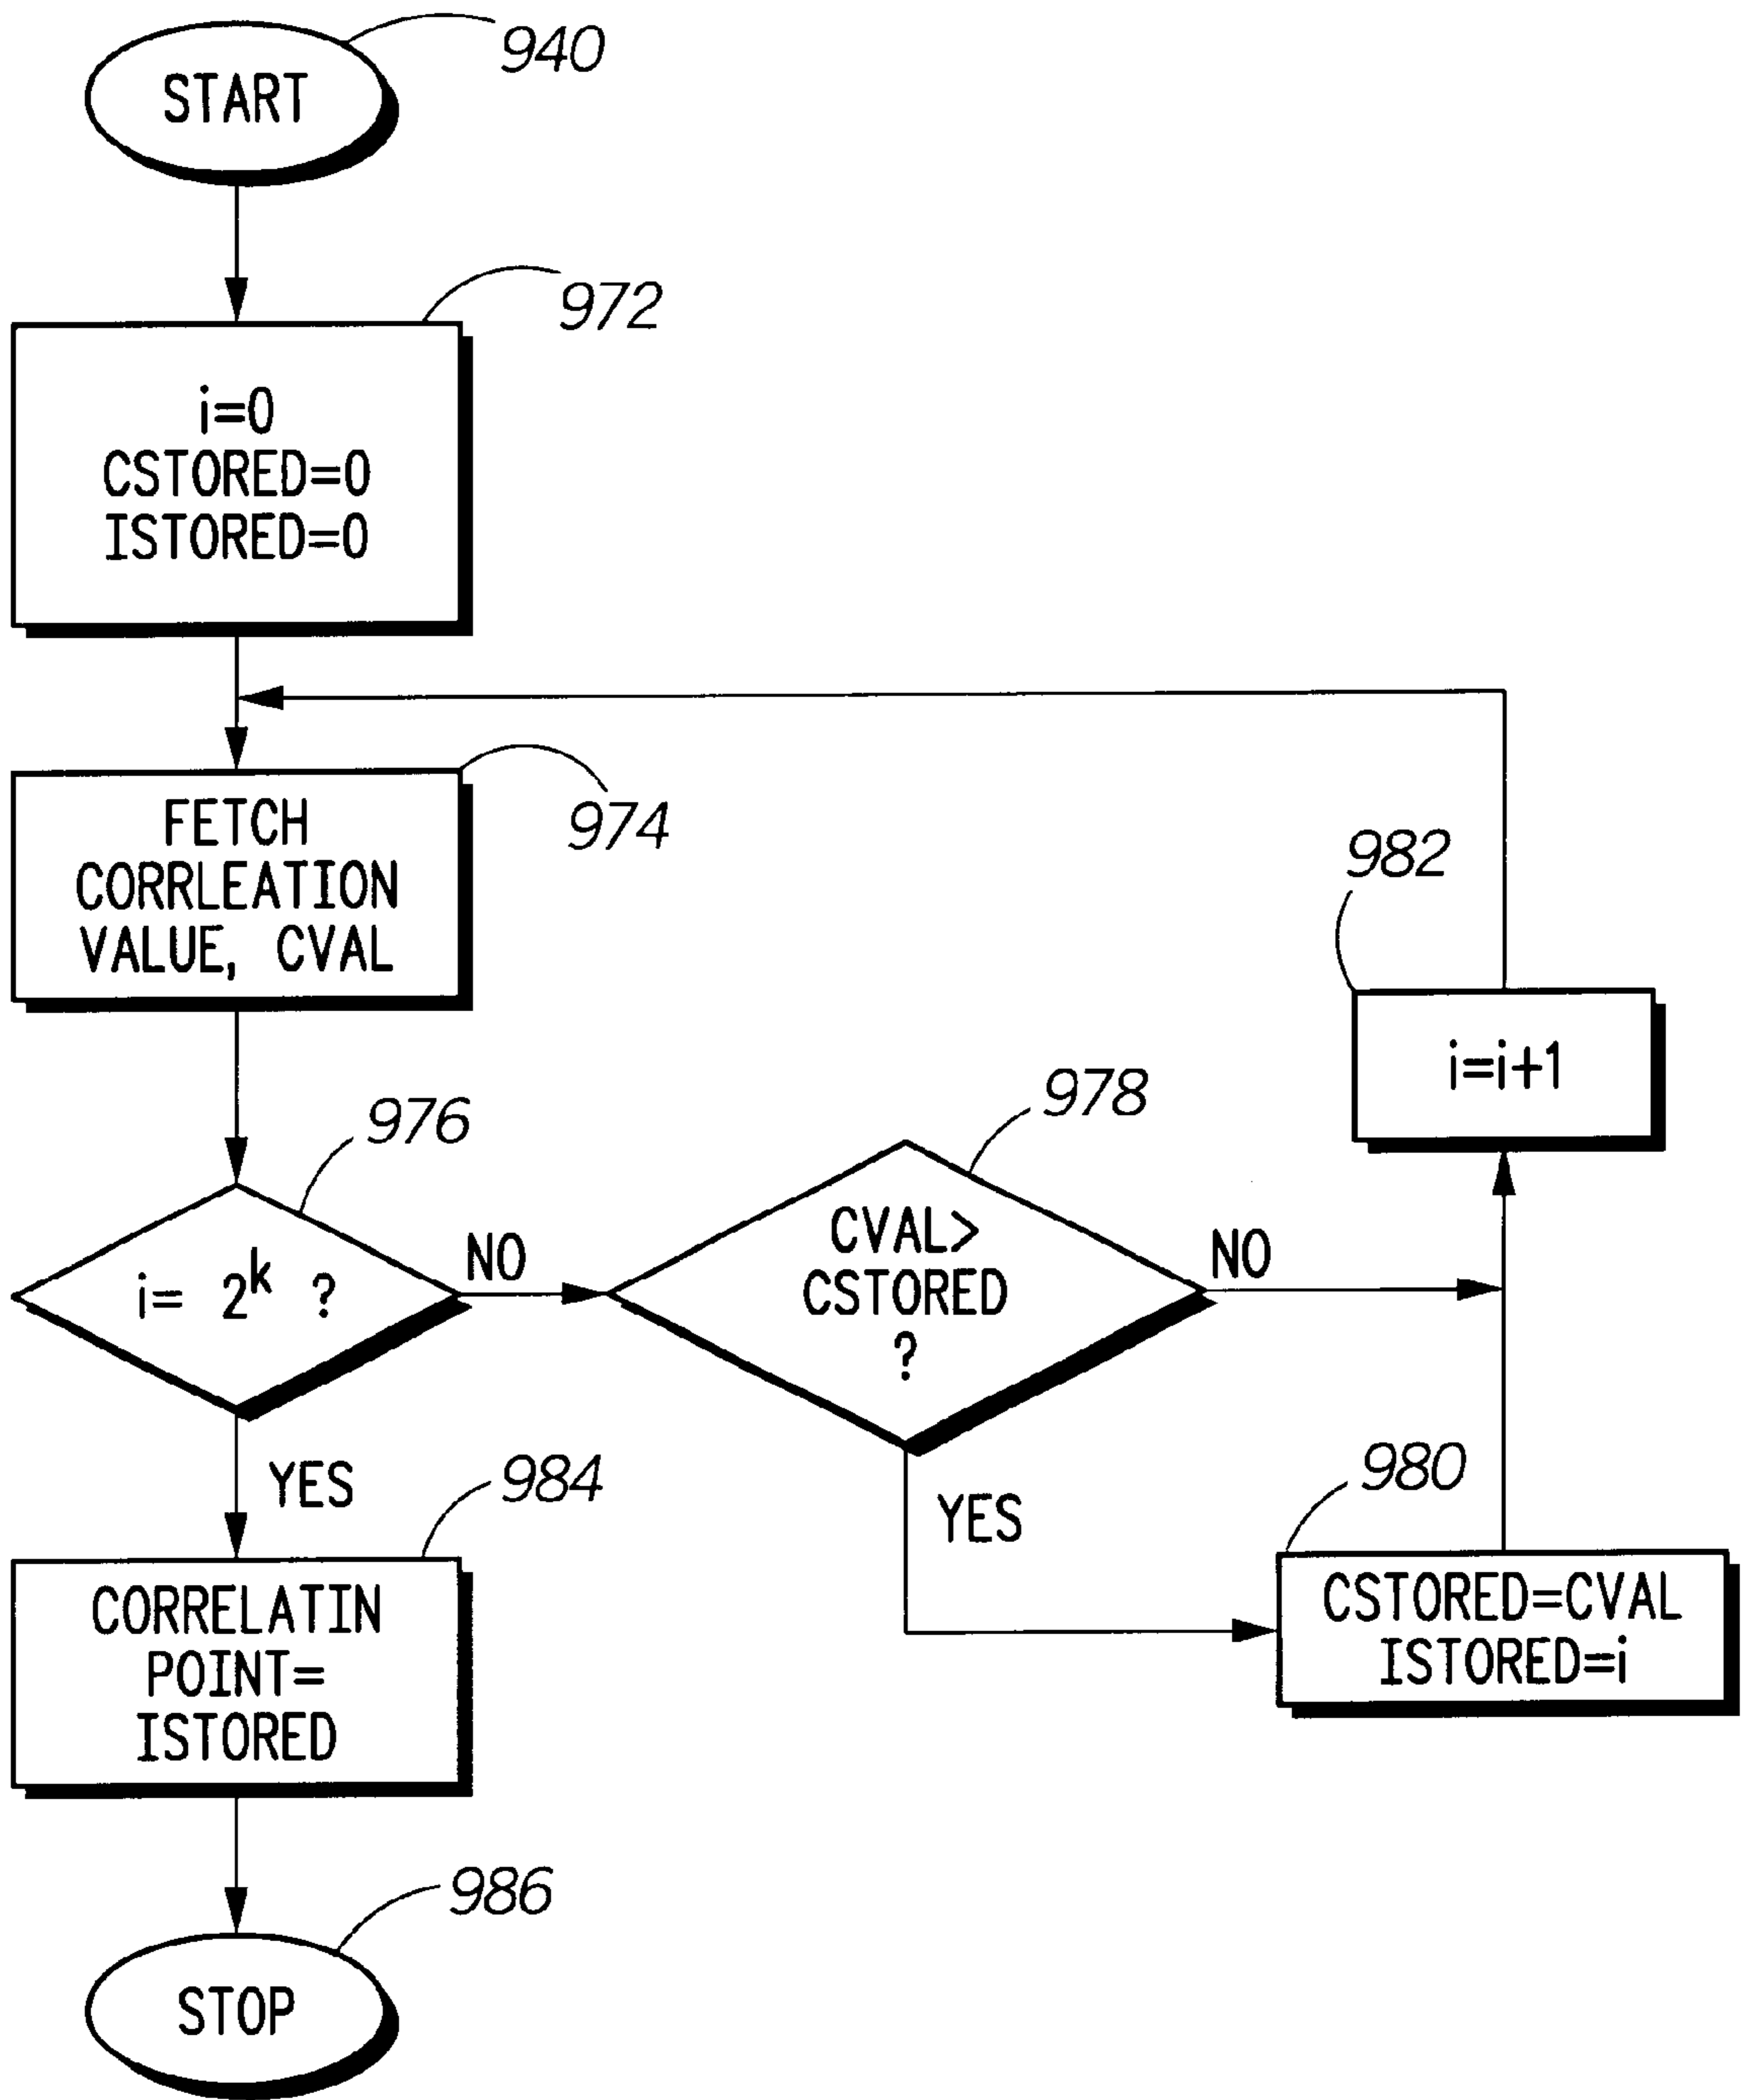 940
START
972
i=0
CSTORED=0
ISTORED=0
974
FETCH
CORRLEATION
VALUE, CVAL
982
i=i+1
976
i= 2^k ?
NO
978
CVAL>
CSTORED
?
NO
YES
984
CORRELATIN
POINT=
ISTORED
YES
980
CSTORED=CVAL
ISTORED=i
986
STOP